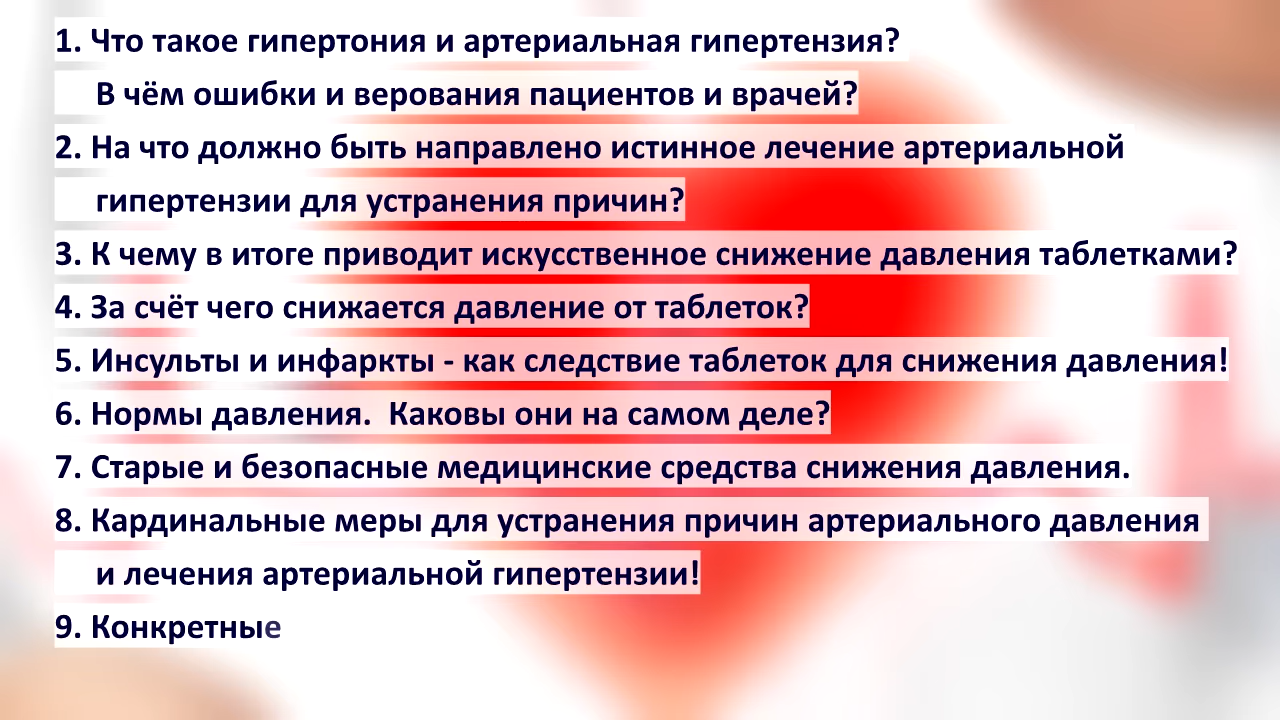 1. Что такое гипертония и артериальная гипертензия?
В чём ошибки и верования пациентов и врачей?
2. На что должно быть направлено истинное лечение артериальной
гипертензии для устранения причин?
3. К чему в итоге приводит искусственное снижение давления таблетками?
4. За счёт чего снижается давление от таблеток?
5. Инсульты и инфаркты - как следствие таблеток для снижения давления!
6. Нормы давления. Каковы они на самом деле?
7. Старые и безопасные медицинские средства снижения давления.
8. Кардинальные меры для устранения причин артериального давления
и лечения артериальной гипертензии!
9. Конкретные